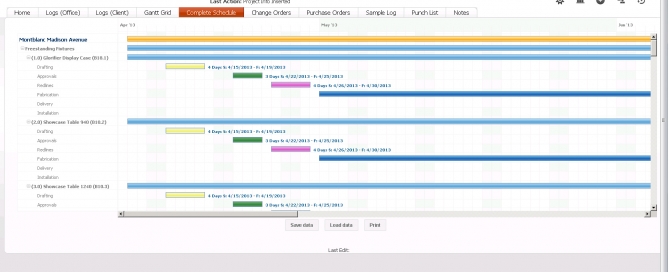 Last Action: Project Info Inserted
Home Logs (Office) Logs (Client) Gantt Grid Complete Schedule Change Orders Purchase Orders Sample Log Punch List Notes
Apr '13 May '13 Jun '13
Montblanc Madison Avenue
Freestanding Fixtures
(1.0) Glorifier Display Case (B18.1)
Drafting 4 Days S: 4/15/2013 - F: 4/19/2013
Approvals 3 Days S: 4/22/2013 - F: 4/25/2013
Redlines 4 Days S: 4/26/2013 - F: 4/30/2013
Fabrication
Delivery
Installation
(2.0) Showcase Table 940 (B18.2)
Drafting 4 Days S: 4/15/2013 - F: 4/19/2013
Approvals 3 Days S: 4/22/2013 - F: 4/25/2013
Redlines 4 Days S: 4/26/2013 - F: 4/30/2013
Fabrication
Delivery
Installation
(3.0) Showcase Table 1240 (B18.3)
Drafting 4 Days S: 4/15/2013 - F: 4/19/2013
Approvals 3 Days S: 4/22/2013 - F: 4/25/2013
Save data Load data Print
Last Edit: